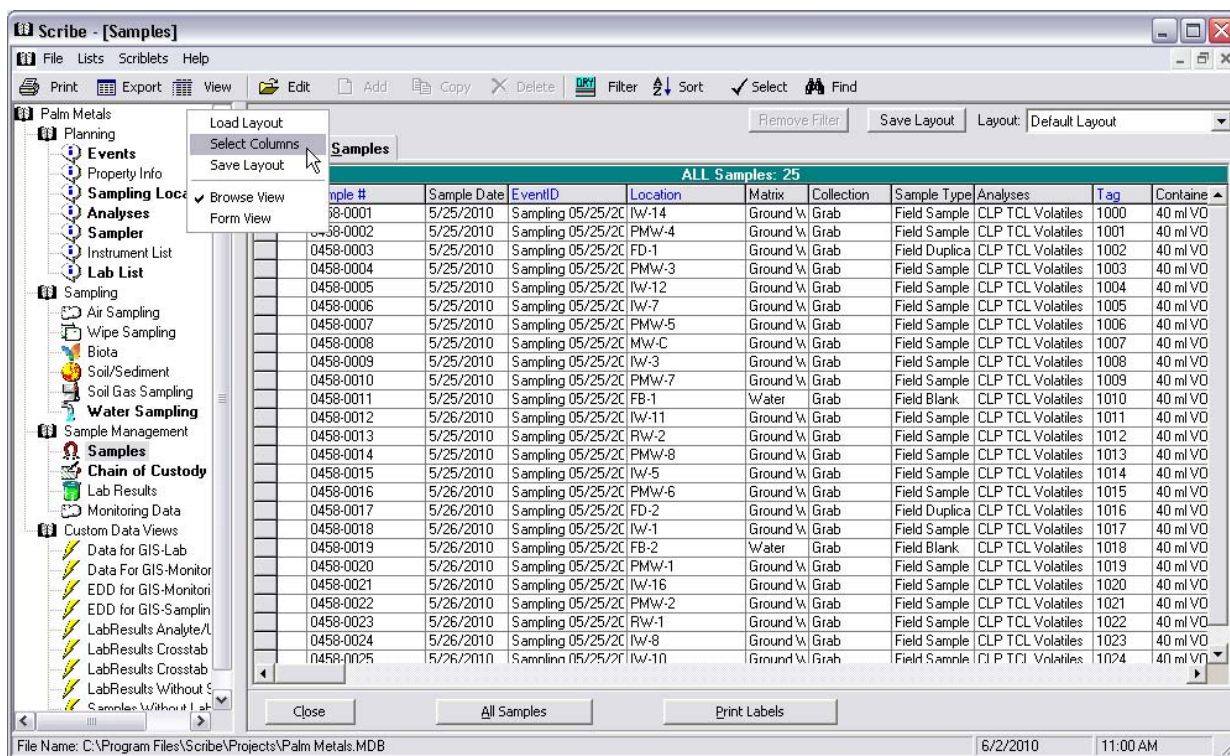 Scribe - [Samples]
File Lists Scriblets Help
Print Export View Edit Add Copy Delete DRY Filter Sort Select Find
Remove Filter Save Layout Layout: Default Layout
Load Layout
Select Columns
Save Layout
Browse View
Form View
Palm Metals
Planning
Events
Property Info
Sampling Loca
Analyses
Sampler
Instrument List
Lab List
Sampling
Air Sampling
Wipe Sampling
Biota
Soil/Sediment
Soil Gas Sampling
Water Sampling
Sample Management
Samples
Chain of Custody
Lab Results
Monitoring Data
Custom Data Views
Data for GIS-Lab
Data For GIS-Monitor
EDD for GIS-Monitori
EDD for GIS-Samplin
LabResults Analyte/
LabResults Crosstab
LabResults Crosstab
LabResults Without
Samples Without Lab
Samples
ALL Samples: 25
mple # Sample Date EventID Location Matrix Collection Sample Type Analyses Tag Containe
58-0001 5/25/2010 Sampling 05/25/20 IW-14 Ground W Grab Field Sample CLP TCL Volatiles 1000 40 ml VO
0458-0002 5/25/2010 Sampling 05/25/20 PMW-4 Ground W Grab Field Sample CLP TCL Volatiles 1001 40 ml VO
0458-0003 5/25/2010 Sampling 05/25/20 FD-1 Ground W Grab Field Duplica CLP TCL Volatiles 1002 40 ml VO
0458-0004 5/25/2010 Sampling 05/25/20 PMW-3 Ground W Grab Field Sample CLP TCL Volatiles 1003 40 ml VO
0458-0005 5/25/2010 Sampling 05/25/20 IW-12 Ground W Grab Field Sample CLP TCL Volatiles 1004 40 ml VO
0458-0006 5/25/2010 Sampling 05/25/20 IW-7 Ground W Grab Field Sample CLP TCL Volatiles 1005 40 ml VO
0458-0007 5/25/2010 Sampling 05/25/20 PMW-5 Ground W Grab Field Sample CLP TCL Volatiles 1006 40 ml VO
0458-0008 5/25/2010 Sampling 05/25/20 MW-C Ground W Grab Field Sample CLP TCL Volatiles 1007 40 ml VO
0458-0009 5/25/2010 Sampling 05/25/20 IW-3 Ground W Grab Field Sample CLP TCL Volatiles 1008 40 ml VO
0458-0010 5/25/2010 Sampling 05/25/20 PMW-7 Ground W Grab Field Sample CLP TCL Volatiles 1009 40 ml VO
0458-0011 5/25/2010 Sampling 05/25/20 FB-1 Water Grab Field Blank CLP TCL Volatiles 1010 40 ml VO
0458-0012 5/26/2010 Sampling 05/25/20 IW-11 Ground W Grab Field Sample CLP TCL Volatiles 1011 40 ml VO
0458-0013 5/25/2010 Sampling 05/25/20 RW-2 Ground W Grab Field Sample CLP TCL Volatiles 1012 40 ml VO
0458-0014 5/25/2010 Sampling 05/25/20 PMW-8 Ground W Grab Field Sample CLP TCL Volatiles 1013 40 ml VO
0458-0015 5/26/2010 Sampling 05/25/20 IW-5 Ground W Grab Field Sample CLP TCL Volatiles 1014 40 ml VO
0458-0016 5/26/2010 Sampling 05/25/20 PMW-6 Ground W Grab Field Sample CLP TCL Volatiles 1015 40 ml VO
0458-0017 5/26/2010 Sampling 05/25/20 FD-2 Ground W Grab Field Duplica CLP TCL Volatiles 1016 40 ml VO
0458-0018 5/26/2010 Sampling 05/25/20 IW-1 Ground W Grab Field Sample CLP TCL Volatiles 1017 40 ml VO
0458-0019 5/26/2010 Sampling 05/25/20 FB-2 Water Grab Field Blank CLP TCL Volatiles 1018 40 ml VO
0458-0020 5/26/2010 Sampling 05/25/20 PMW-1 Ground W Grab Field Sample CLP TCL Volatiles 1019 40 ml VO
0458-0021 5/26/2010 Sampling 05/25/20 IW-16 Ground W Grab Field Sample CLP TCL Volatiles 1020 40 ml VO
0458-0022 5/26/2010 Sampling 05/25/20 PMW-2 Ground W Grab Field Sample CLP TCL Volatiles 1021 40 ml VO
0458-0023 5/26/2010 Sampling 05/25/20 RW-1 Ground W Grab Field Sample CLP TCL Volatiles 1022 40 ml VO
0458-0024 5/26/2010 Sampling 05/25/20 IW-8 Ground W Grab Field Sample CLP TCL Volatiles 1023 40 ml VO
0458-0025 5/26/2010 Sampling 05/25/20 IW-10 Ground W Grab Field Sample CLP TCL Volatiles 1024 40 ml VO
Close All Samples Print Labels
File Name: C:\Program Files\Scribe\Projects\Palm Metals.MDB 6/2/2010 11:00 AM